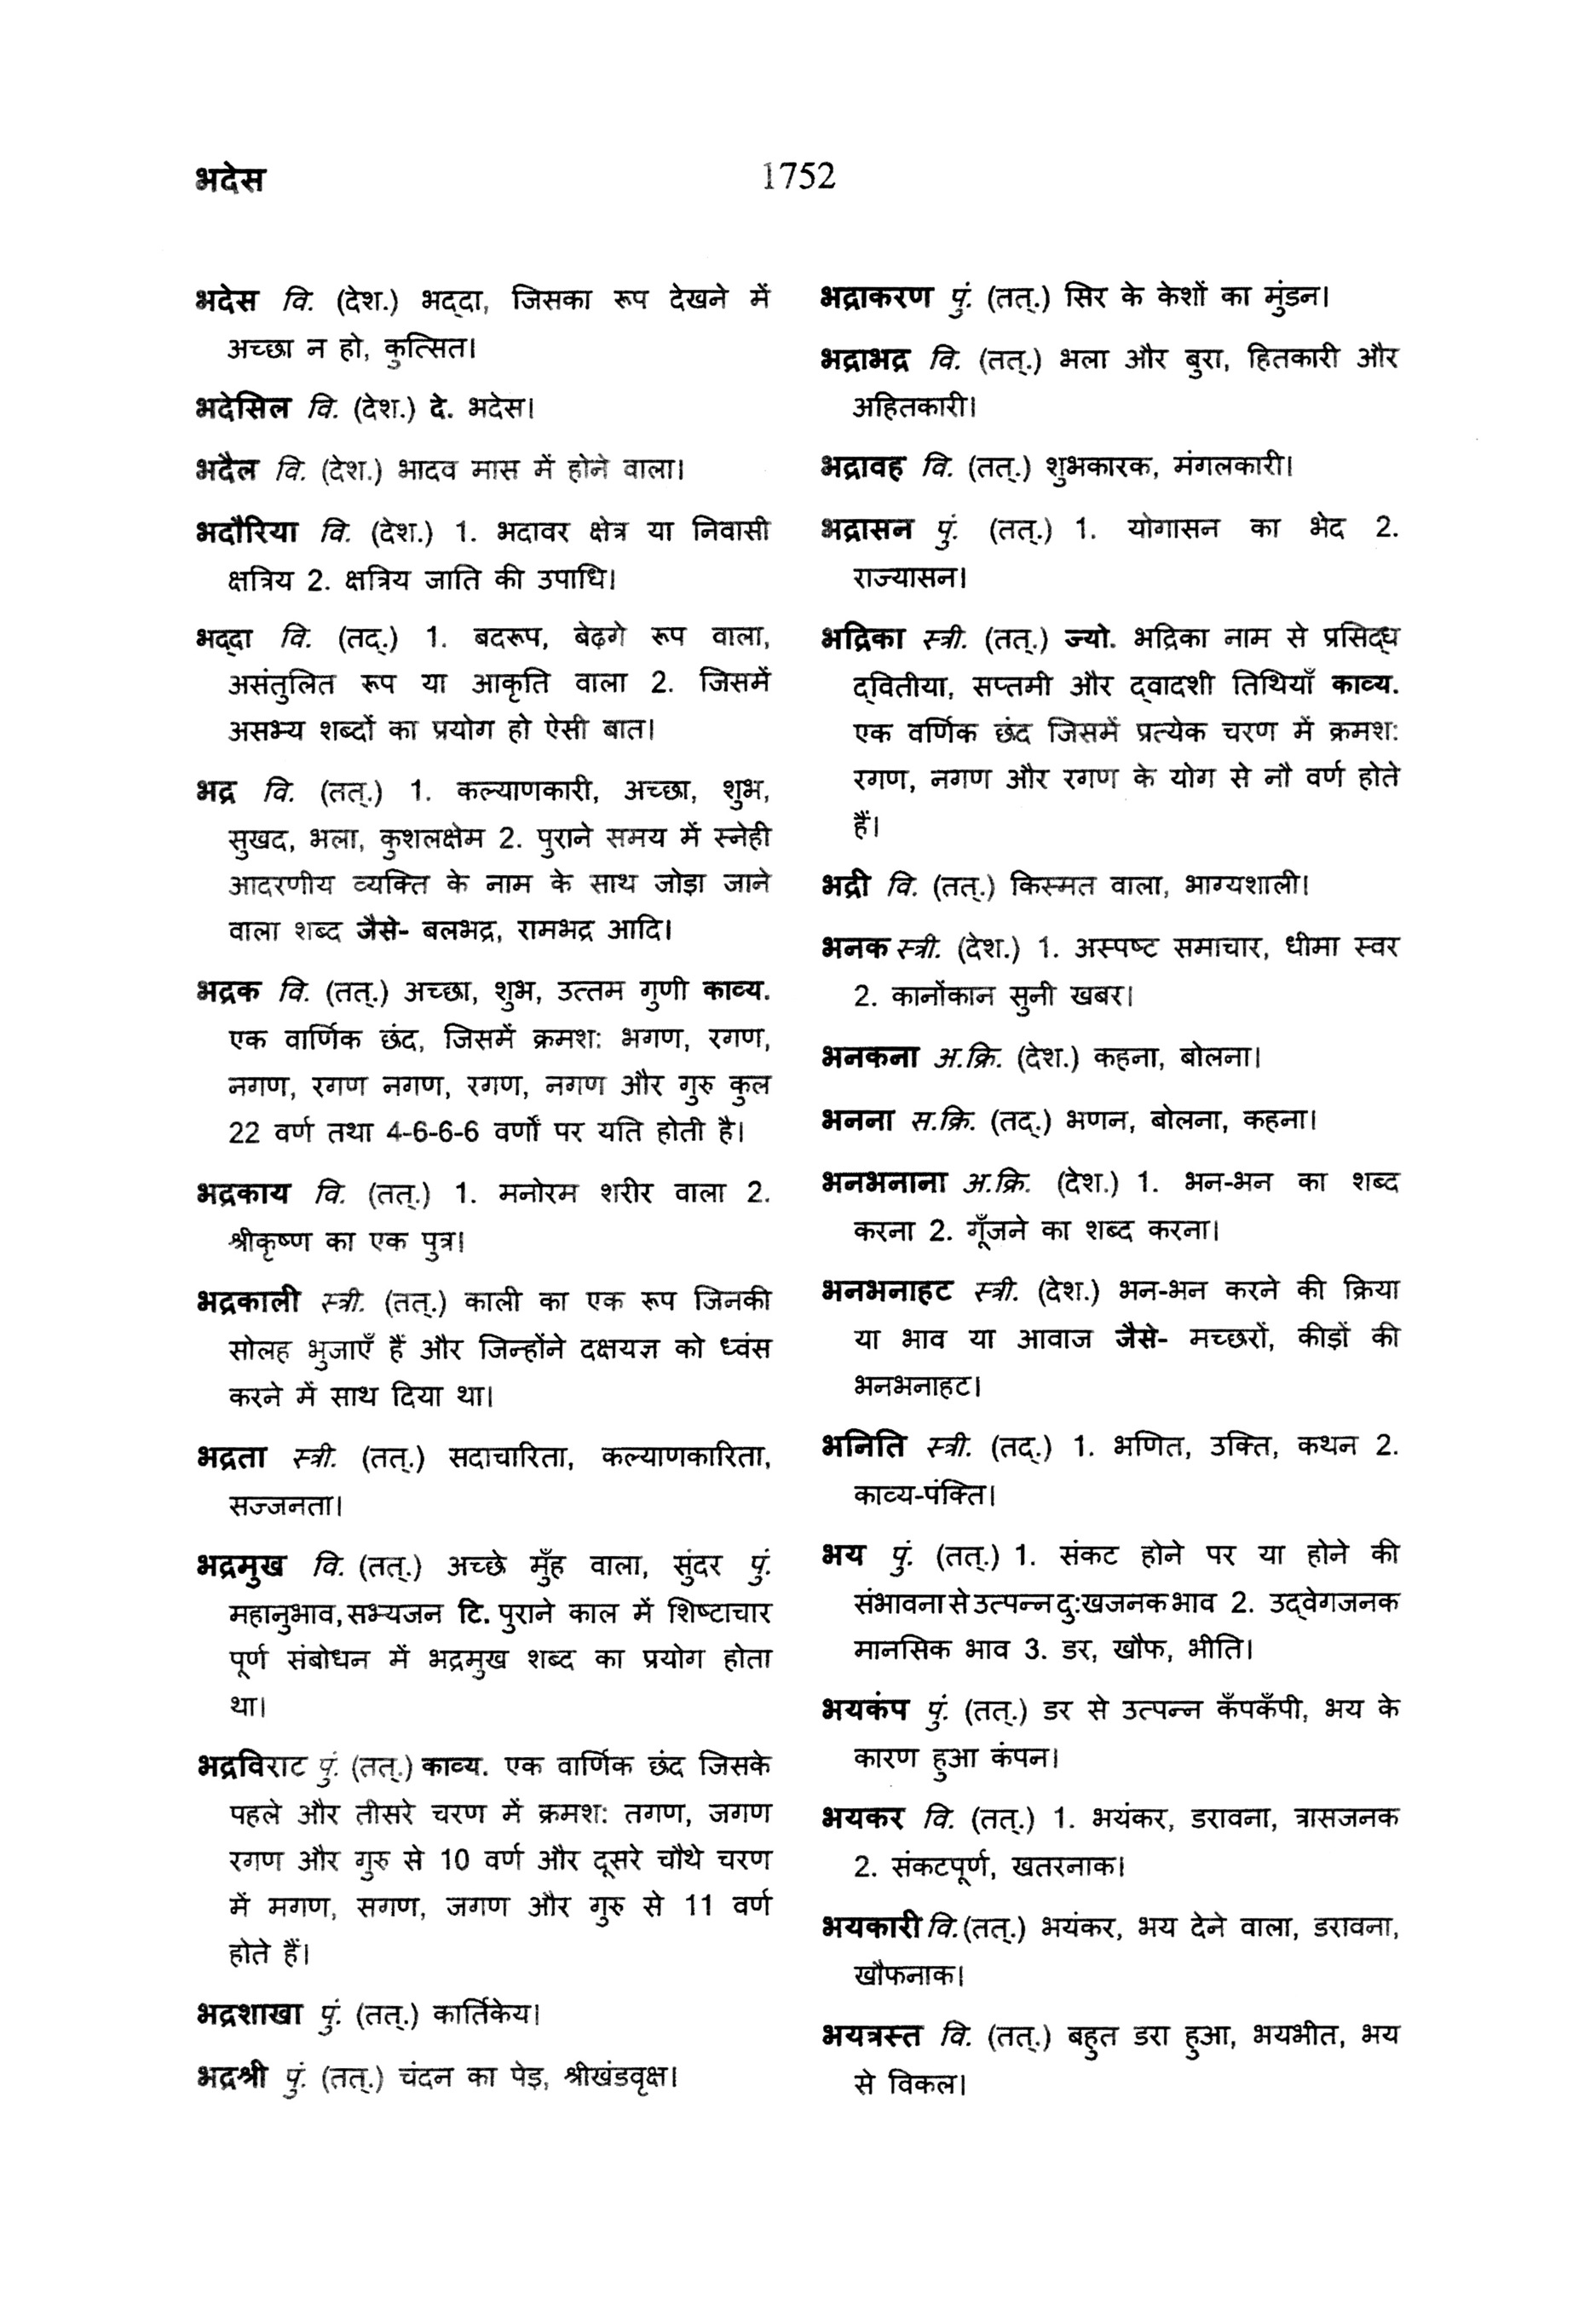 भदेस
1752
भदेस वि. (देश.) भद्‌दा, जिसका रूप देखने में
अच्छा न हो, कुत्सित।
भदेसिल वि. (देश.) दे. भदेस।
भदैल वि. (देश.) भादव मास में होने वाला।
भदौरिया वि. (देश.) 1. भदावर क्षेत्र या निवासी
क्षत्रिय 2. क्षत्रिय जाति की उपाधि।
भद्‌दा वि. (तद्.) 1. बदरूप, बेढ़गे रूप वाला,
असंतुलित रूप या आकृति वाला 2. जिसमें
असभ्य शब्दों का प्रयोग हो ऐसी बात।
भद्र वि. (तत्.) 1. कल्याणकारी, अच्छा, शुभ,
सुखद, भला, कुशलक्षेम 2. पुराने समय में स्नेही
आदरणीय व्यक्ति के नाम के साथ जोड़ा जाने
वाला शब्द जैसे- बलभद्र, रामभद्र आदि।
भद्रक वि. (तत्.) अच्छा, शुभ, उत्तम गुणी काव्य.
एक वार्णिक छंद, जिसमें क्रमश: भगण, रगण,
नगण, रगण नगण, रगण, नगण और गुरु कुल
22 वर्ण तथा 4-6-6-6 वर्णों पर यति होती है।
भद्रकाय वि. (तत्.) 1. मनोरम शरीर वाला 2.
श्रीकृष्ण का एक पुत्र।
भद्रकाली स्त्री. (तत्.) काली का एक रूप जिनकी
सोलह भुजाएँ हैं और जिन्होंने दक्षयज्ञ को ध्वंस
करने में साथ दिया था।
भद्रता स्त्री. (तत्.) सदाचारिता, कल्याणकारिता,
सज्जनता।
भद्रमुख वि. (तत्.) अच्छे मुँह वाला, सुंदर पुं.
महानुभाव, सभ्यजन टि. पुराने काल में शिष्टाचार
पूर्ण संबोधन में भद्रमुख शब्द का प्रयोग होता
था।
भद्रविराट पुं. (तत्.) काव्य. एक वार्णिक छंद जिसके
पहले और तीसरे चरण में क्रमश: तगण, जगण
रगण और गुरु से 10 वर्ण और दूसरे चौथे चरण
में मगण, सगण, जगण और गुरु से 11 वर्ण
होते हैं।
भद्रशाखा पुं. (तत्.) कार्तिकेय।
भद्रश्री पुं. (तत्.) चंदन का पेड़, श्रीखंडवृक्ष।
भद्राकरण पुं. (तत्.) सिर के केशों का मुंडन।
भद्राभद्र वि. (तत्.) भला और बुरा, हितकारी और
अहितकारी।
भद्रावह वि. (तत्.) शुभकारक, मंगलकारी।
भद्रासन पुं. (तत्.) 1. योगासन का भेद 2.
राज्यासन।
भद्रिका स्त्री. (तत्.) ज्यो. भद्रिका नाम से प्रसिद्‌ध
द्‌वितीया, सप्तमी और द्‌वादशी तिथियाँ काव्य.
एक वर्णिक छंद जिसमें प्रत्येक चरण में क्रमश:
रगण, नगण और रगण के योग से नौ वर्ण होते
हैं।
भद्री वि. (तत्.) किस्मत वाला, भाग्यशाली।
भनक स्त्री. (देश.) 1. अस्पष्ट समाचार, धीमा स्वर
2. कानोंकान सुनी खबर।
भनकना अ.क्रि. (देश.) कहना, बोलना।
भनना स.क्रि. (तद्.) भणन, बोलना, कहना।
भनभनाना अ.क्रि. (देश.) 1. भन-भन का शब्द
करना 2. गूँजने का शब्द करना।
भनभनाहट स्त्री. (देश.) भन-भन करने की क्रिया
या भाव या आवाज जैसे- मच्छरों, कीड़ों की
भनभनाहट।
भनिति स्त्री. (तद्.) 1. भणित, उक्ति, कथन 2.
काव्य-पंक्ति।
भय पुं. (तत्.) 1. संकट होने पर या होने की
संभावना से उत्पन्न दु:खजनक भाव 2. उद्‌वेगजनक
मानसिक भाव 3. डर, खौफ, भीति।
भयकंप पुं. (तत्.) डर से उत्पन्न कँपकँपी, भय के
कारण हुआ कंपन।
भयकर वि. (तत्.) 1. भयंकर, डरावना, त्रासजनक
2. संकटपूर्ण, खतरनाक।
भयकारी वि. (तत्.) भयंकर, भय देने वाला, डरावना,
खौफनाक।
भयत्रस्त वि. (तत्.) बहुत डरा हुआ, भयभीत, भय
से विकल।